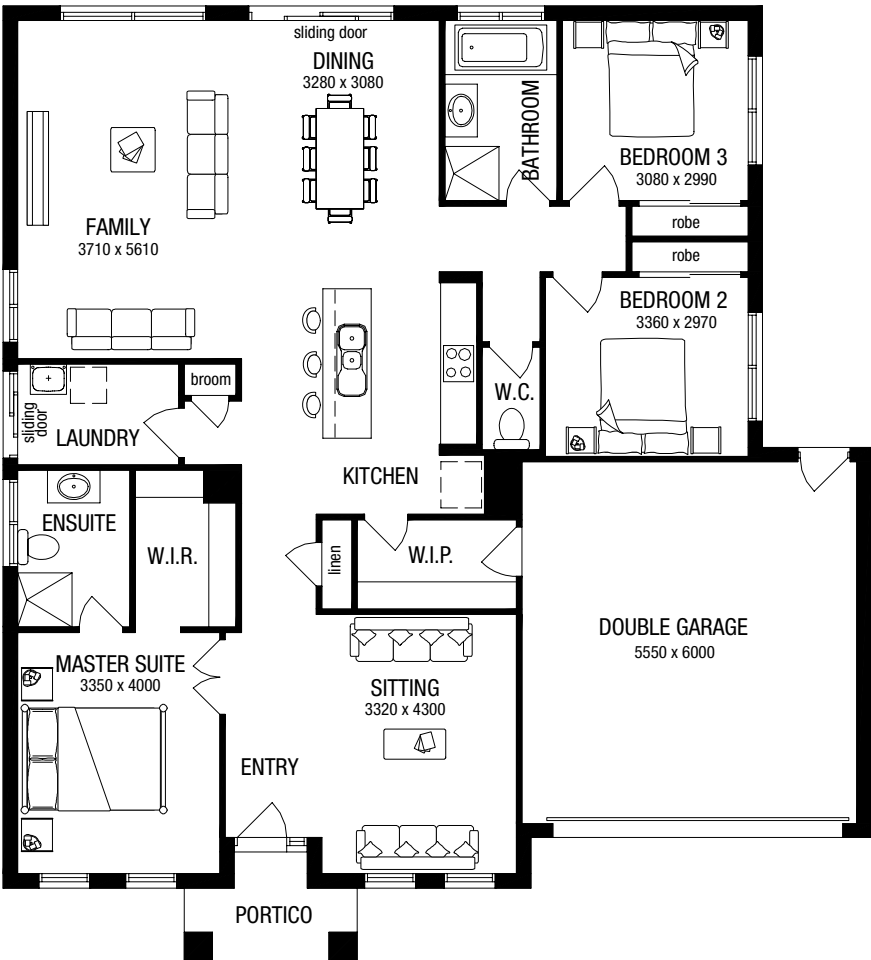 sliding door
DINING
3280 x 3080
BATHROOM
BEDROOM 3
3080 x 2990
robe
robe
FAMILY
3710 x 5610
BEDROOM 2
3360 x 2970
broom
W.C.
sliding
door
LAUNDRY
KITCHEN
ENSUITE
W.I.R.
linen
W.I.P.
DOUBLE GARAGE
5550 x 6000
MASTER SUITE
3350 x 4000
SITTING
3320 x 4300
ENTRY
PORTICO